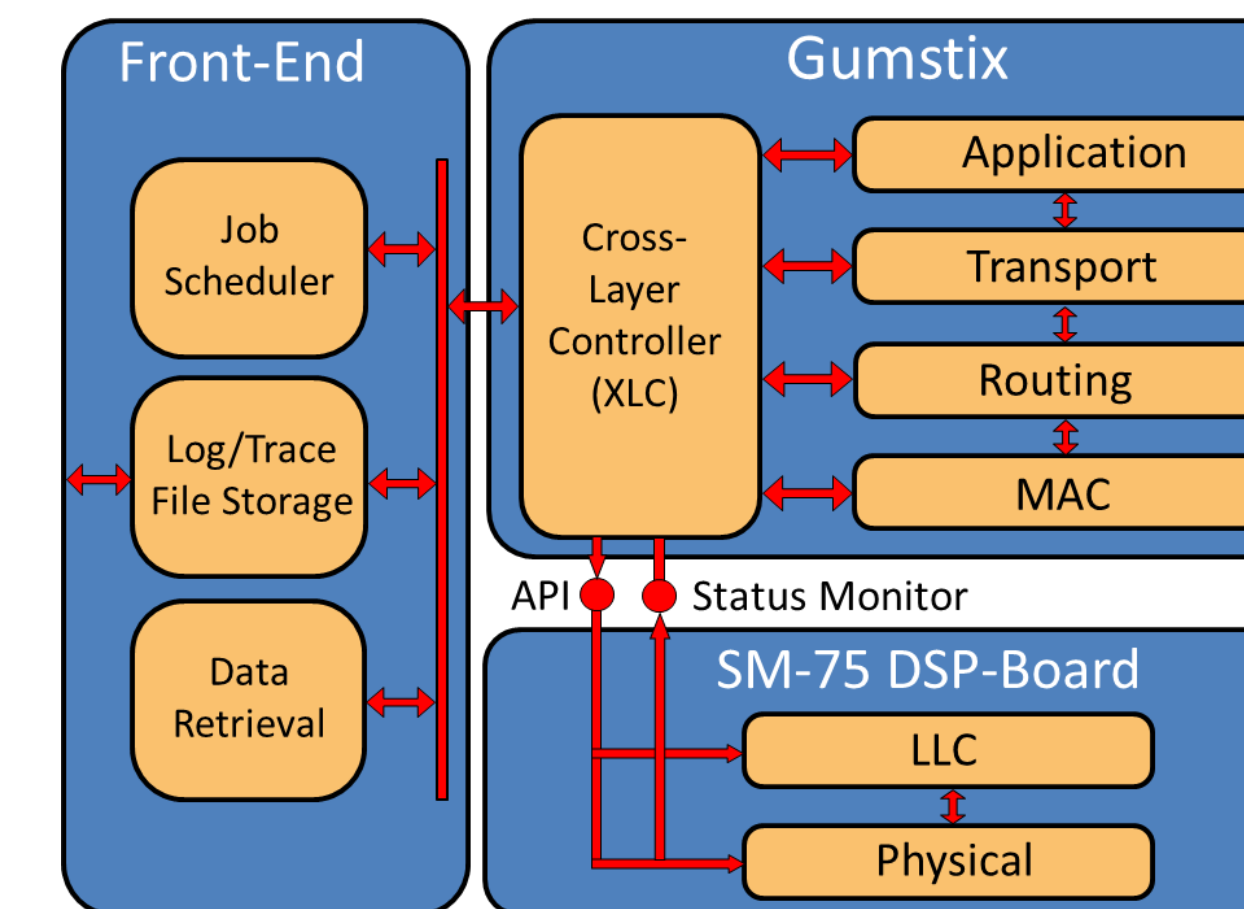 Front-End
Job
Scheduler
Log/Trace
File Storage
Data
Retrieval
Gumstix
Cross-
Layer
Controller
(XLC)
Application
Transport
Routing
MAC
API
Status Monitor
SM-75 DSP-Board
LLC
Physical